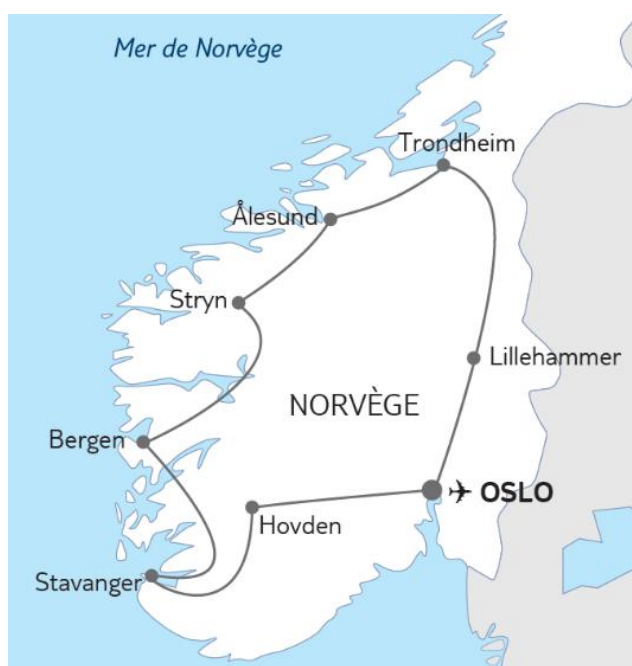 Mer de Norvège
Trondheim
Ålesund
Stryn
Lillehammer
NORVÈGE
Bergen
OSLO
Hovden
Stavanger